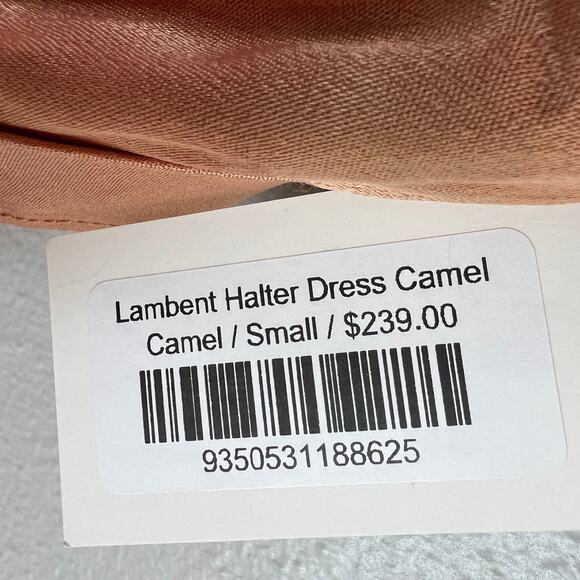 Lambent Halter Dress Camel
Camel / Small / $239.00
9350531188625